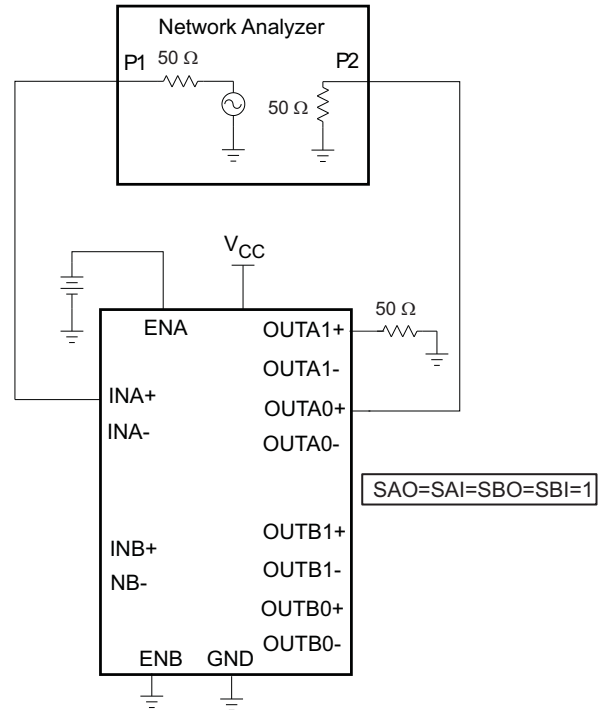 Network Analyzer
P1
50 Ω
P2
50 Ω
VCC
50 Ω
ENA
OUTA1+
OUTA1-
INA+
OUTA0+
INA-
OUTA0-
SAO=SAI=SBO=SBI=1
OUTB1+
INB+
OUTB1-
NB-
OUTB0+
OUTB0-
ENB
GND